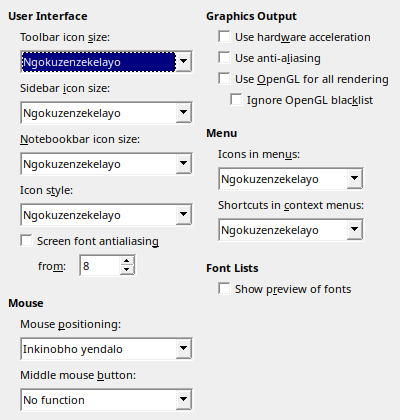 User Interface
Toolbar icon size:
Ngokuzenzekelayo
Sidebar icon size:
Ngokuzenzekelayo
Notebookbar icon size:
Ngokuzenzekelayo
Icon style:
Ngokuzenzekelayo
Screen font antialiasing
from: 8
Mouse
Mouse positioning:
Inkinobho yendalo
Middle mouse button:
No function
Graphics Output
Use hardware acceleration
Use anti-aliasing
Use OpenGL for all rendering
Ignore OpenGL blacklist
Menu
Icons in menus:
Ngokuzenzekelayo
Shortcuts in context menus:
Ngokuzenzekelayo
Font Lists
Show preview of fonts